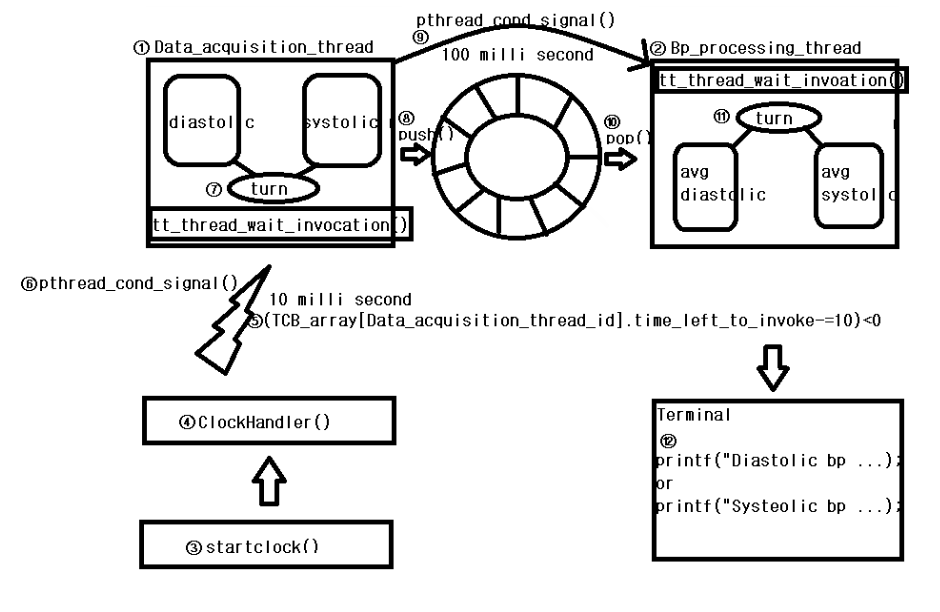 pthread_cond_signal()
⑨
① Data_acquisition_thread
100 milli second
② Bp_processing_thread
tt_thread_wait_invoation()
diastolic
systolic
⑧
push()
⑩
pop()
⑪ turn
⑦ turn
avg
diastolic
avg
systolic
tt_thread_wait_invocation()
⑥pthread_cond_signal()
10 milli second
⑤(TCB_array[Data_acquisition_thread_id].time_left_to_invoke-=10)<0
④ClockHandler()
③startclock()
Terminal
⑫
printf("Diastolic bp ...);
or
printf("Systeolic bp ...);